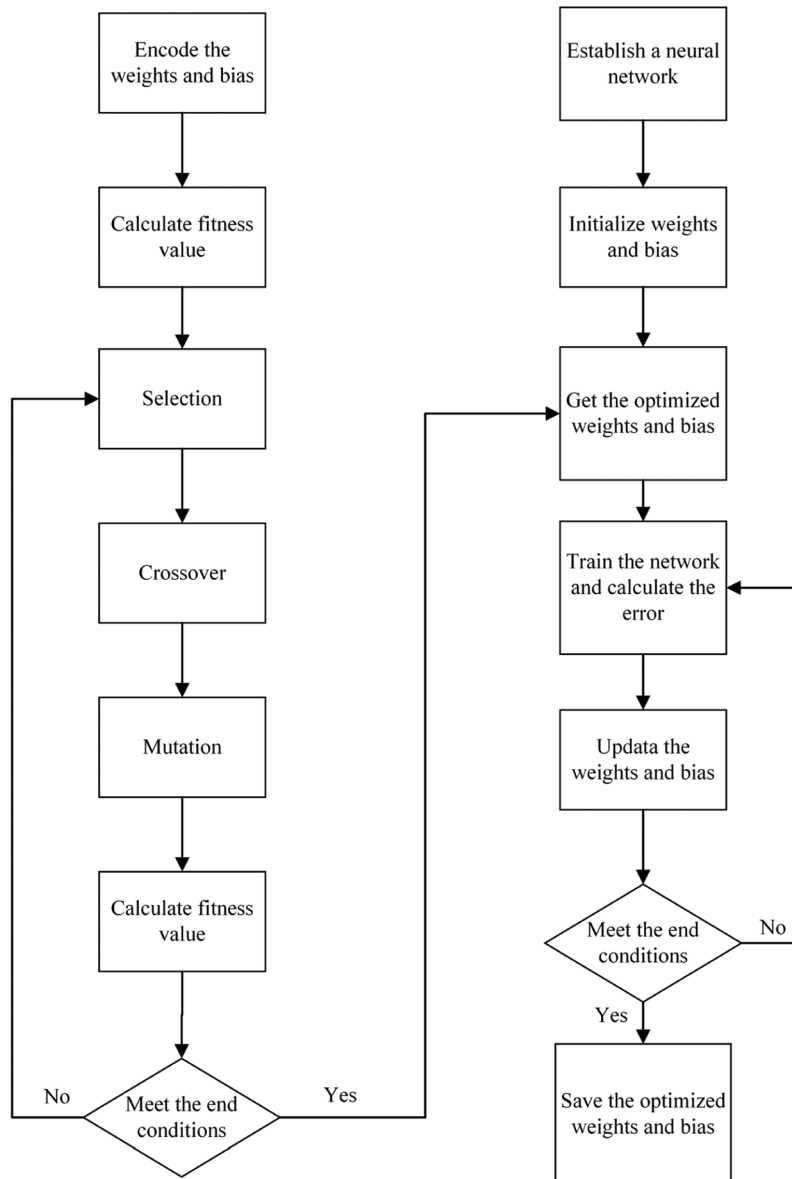 Encode the
weights and bias
Calculate fitness
value
Selection
Crossover
Mutation
Calculate fitness
value
No
Meet the end
conditions
Yes
Establish a neural
network
Initialize weights
and bias
Get the optimized
weights and bias
Train the network
and calculate the
error
Updata the
weights and bias
Meet the end
conditions
No
Yes
Save the optimized
weights and bias